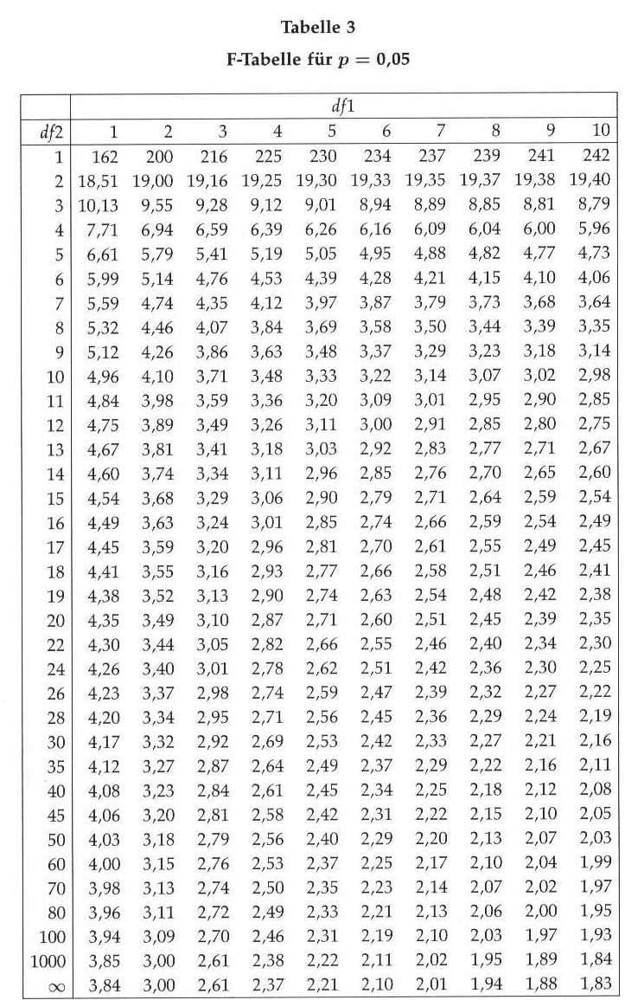 Tabelle 3
F-Tabelle für p = 0,05
df1
df2 1 2 3 4 5 6 7 8 9 10
1 162 200 216 225 230 234 237 239 241 242
2 18,51 19,00 19,16 19,25 19,30 19,33 19,35 19,37 19,38 19,40
3 10,13 9,55 9,28 9,12 9,01 8,94 8,89 8,85 8,81 8,79
4 7,71 6,94 6,59 6,39 6,26 6,16 6,09 6,04 6,00 5,96
5 6,61 5,79 5,41 5,19 5,05 4,95 4,88 4,82 4,77 4,73
6 5,99 5,14 4,76 4,53 4,39 4,28 4,21 4,15 4,10 4,06
7 5,59 4,74 4,35 4,12 3,97 3,87 3,79 3,73 3,68 3,64
8 5,32 4,46 4,07 3,84 3,69 3,58 3,50 3,44 3,39 3,35
9 5,12 4,26 3,86 3,63 3,48 3,37 3,29 3,23 3,18 3,14
10 4,96 4,10 3,71 3,48 3,33 3,22 3,14 3,07 3,02 2,98
11 4,84 3,98 3,59 3,36 3,20 3,09 3,01 2,95 2,90 2,85
12 4,75 3,89 3,49 3,26 3,11 3,00 2,91 2,85 2,80 2,75
13 4,67 3,81 3,41 3,18 3,03 2,92 2,83 2,77 2,71 2,67
14 4,60 3,74 3,34 3,11 2,96 2,85 2,76 2,70 2,65 2,60
15 4,54 3,68 3,29 3,06 2,90 2,79 2,71 2,64 2,59 2,54
16 4,49 3,63 3,24 3,01 2,85 2,74 2,66 2,59 2,54 2,49
17 4,45 3,59 3,20 2,96 2,81 2,70 2,61 2,55 2,49 2,45
18 4,41 3,55 3,16 2,93 2,77 2,66 2,58 2,51 2,46 2,41
19 4,38 3,52 3,13 2,90 2,74 2,63 2,54 2,48 2,42 2,38
20 4,35 3,49 3,10 2,87 2,71 2,60 2,51 2,45 2,39 2,35
22 4,30 3,44 3,05 2,82 2,66 2,55 2,46 2,40 2,34 2,30
24 4,26 3,40 3,01 2,78 2,62 2,51 2,42 2,36 2,30 2,25
26 4,23 3,37 2,98 2,74 2,59 2,47 2,39 2,32 2,27 2,22
28 4,20 3,34 2,95 2,71 2,56 2,45 2,36 2,29 2,24 2,19
30 4,17 3,32 2,92 2,69 2,53 2,42 2,33 2,27 2,21 2,16
35 4,12 3,27 2,87 2,64 2,49 2,37 2,29 2,22 2,16 2,11
40 4,08 3,23 2,84 2,61 2,45 2,34 2,25 2,18 2,12 2,08
45 4,06 3,20 2,81 2,58 2,42 2,31 2,22 2,15 2,10 2,05
50 4,03 3,18 2,79 2,56 2,40 2,29 2,20 2,13 2,07 2,03
60 4,00 3,15 2,76 2,53 2,37 2,25 2,17 2,10 2,04 1,99
70 3,98 3,13 2,74 2,50 2,35 2,23 2,14 2,07 2,02 1,97
80 3,96 3,11 2,72 2,49 2,33 2,21 2,13 2,06 2,00 1,95
100 3,94 3,09 2,70 2,46 2,31 2,19 2,10 2,03 1,97 1,93
1000 3,85 3,00 2,61 2,38 2,22 2,11 2,02 1,95 1,89 1,84
∞ 3,84 3,00 2,61 2,37 2,21 2,10 2,01 1,94 1,88 1,83